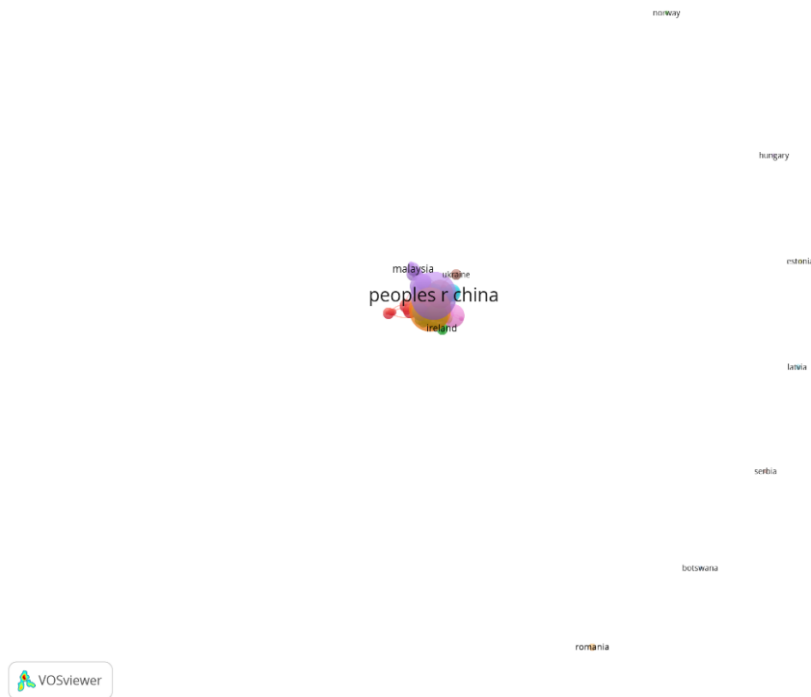 norway
hungary
estonia
malaysia
ukraine
peoples r china
ireland
latvia
serbia
botswana
romania
VOSviewer